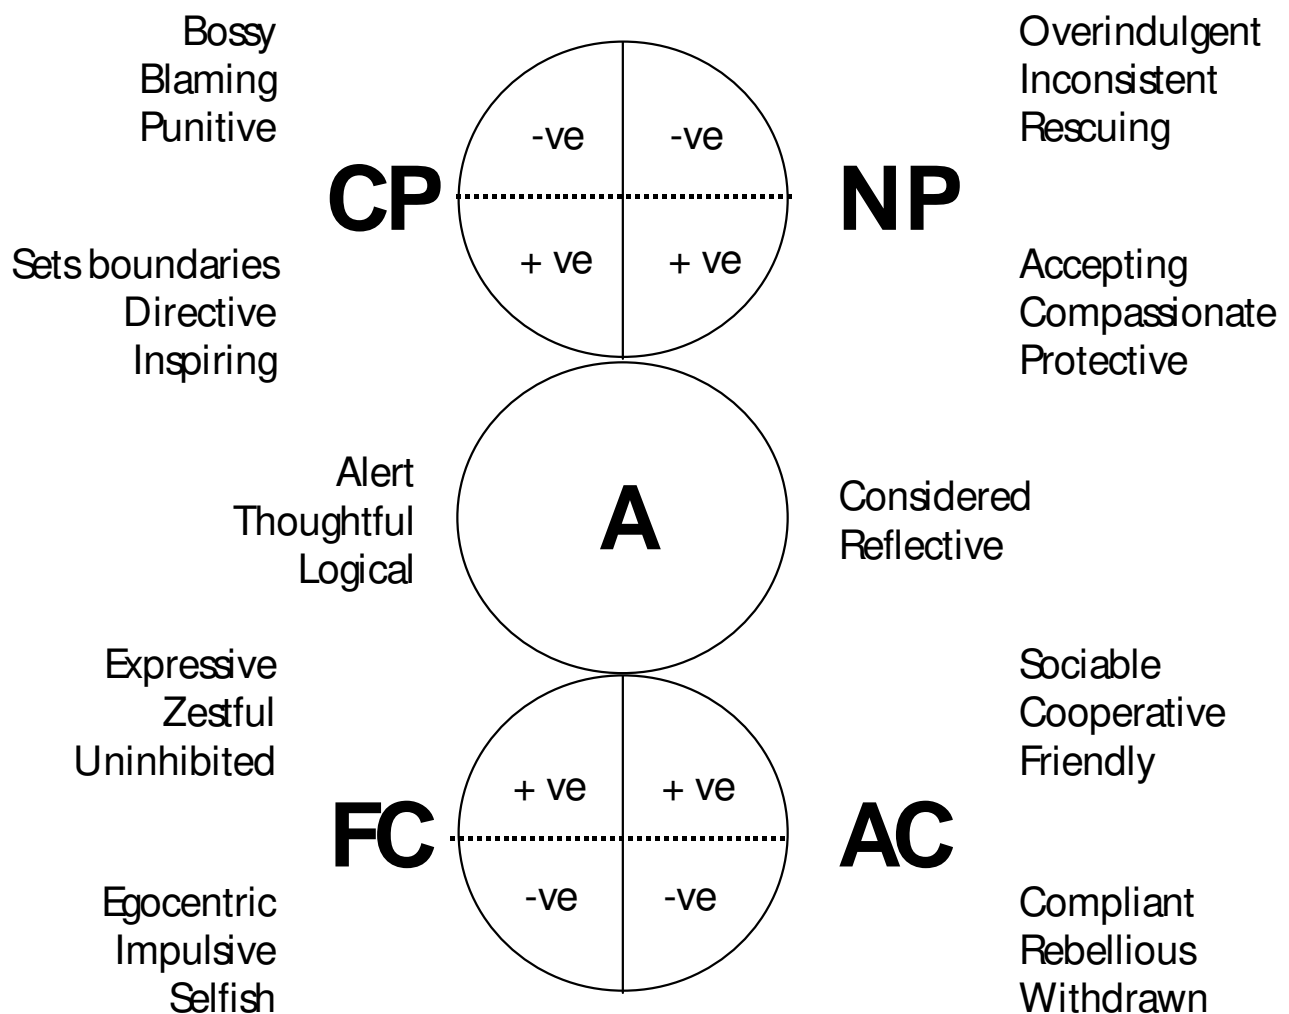 Bossy
Blaming
Punitive
Overindulgent
Inconsistent
Rescuing
-ve
-ve
CP
NP
+ ve
+ ve
Sets boundaries
Directive
Inspiring
Accepting
Compassionate
Protective
Alert
Thoughtful
Logical
A
Considered
Reflective
Expressive
Zestful
Uninhibited
Sociable
Cooperative
Friendly
+ ve
+ ve
FC
AC
-ve
-ve
Egocentric
Impulsive
Selfish
Compliant
Rebellious
Withdrawn